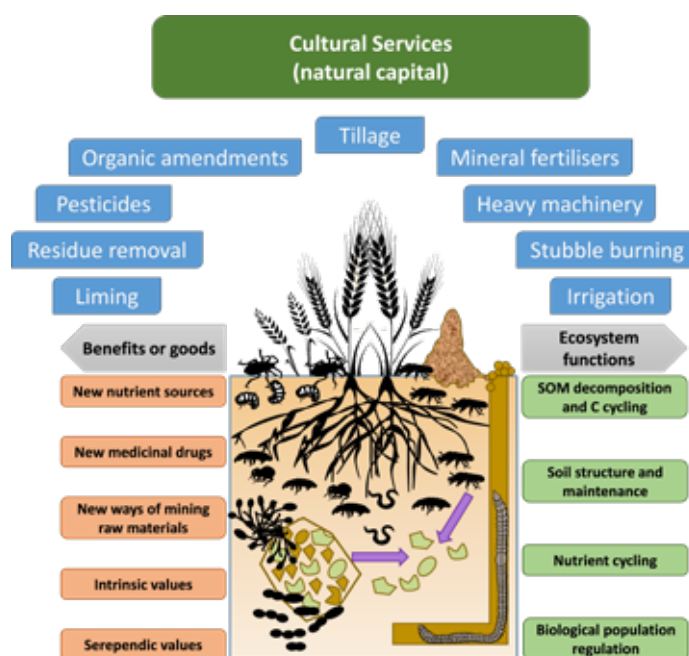 Cultural Services
(natural capital)
Tillage
Organic amendments
Mineral fertilisers
Pesticides
Heavy machinery
Residue removal
Stubble burning
Liming
Irrigation
Benefits or goods
Ecosystem
functions
New nutrient sources
SOM decomposition
and C cycling
New medicinal drugs
Soil structure and
maintenance
New ways of mining
raw materials
Nutrient cycling
Intrinsic values
Serependic values
Biological population
regulation